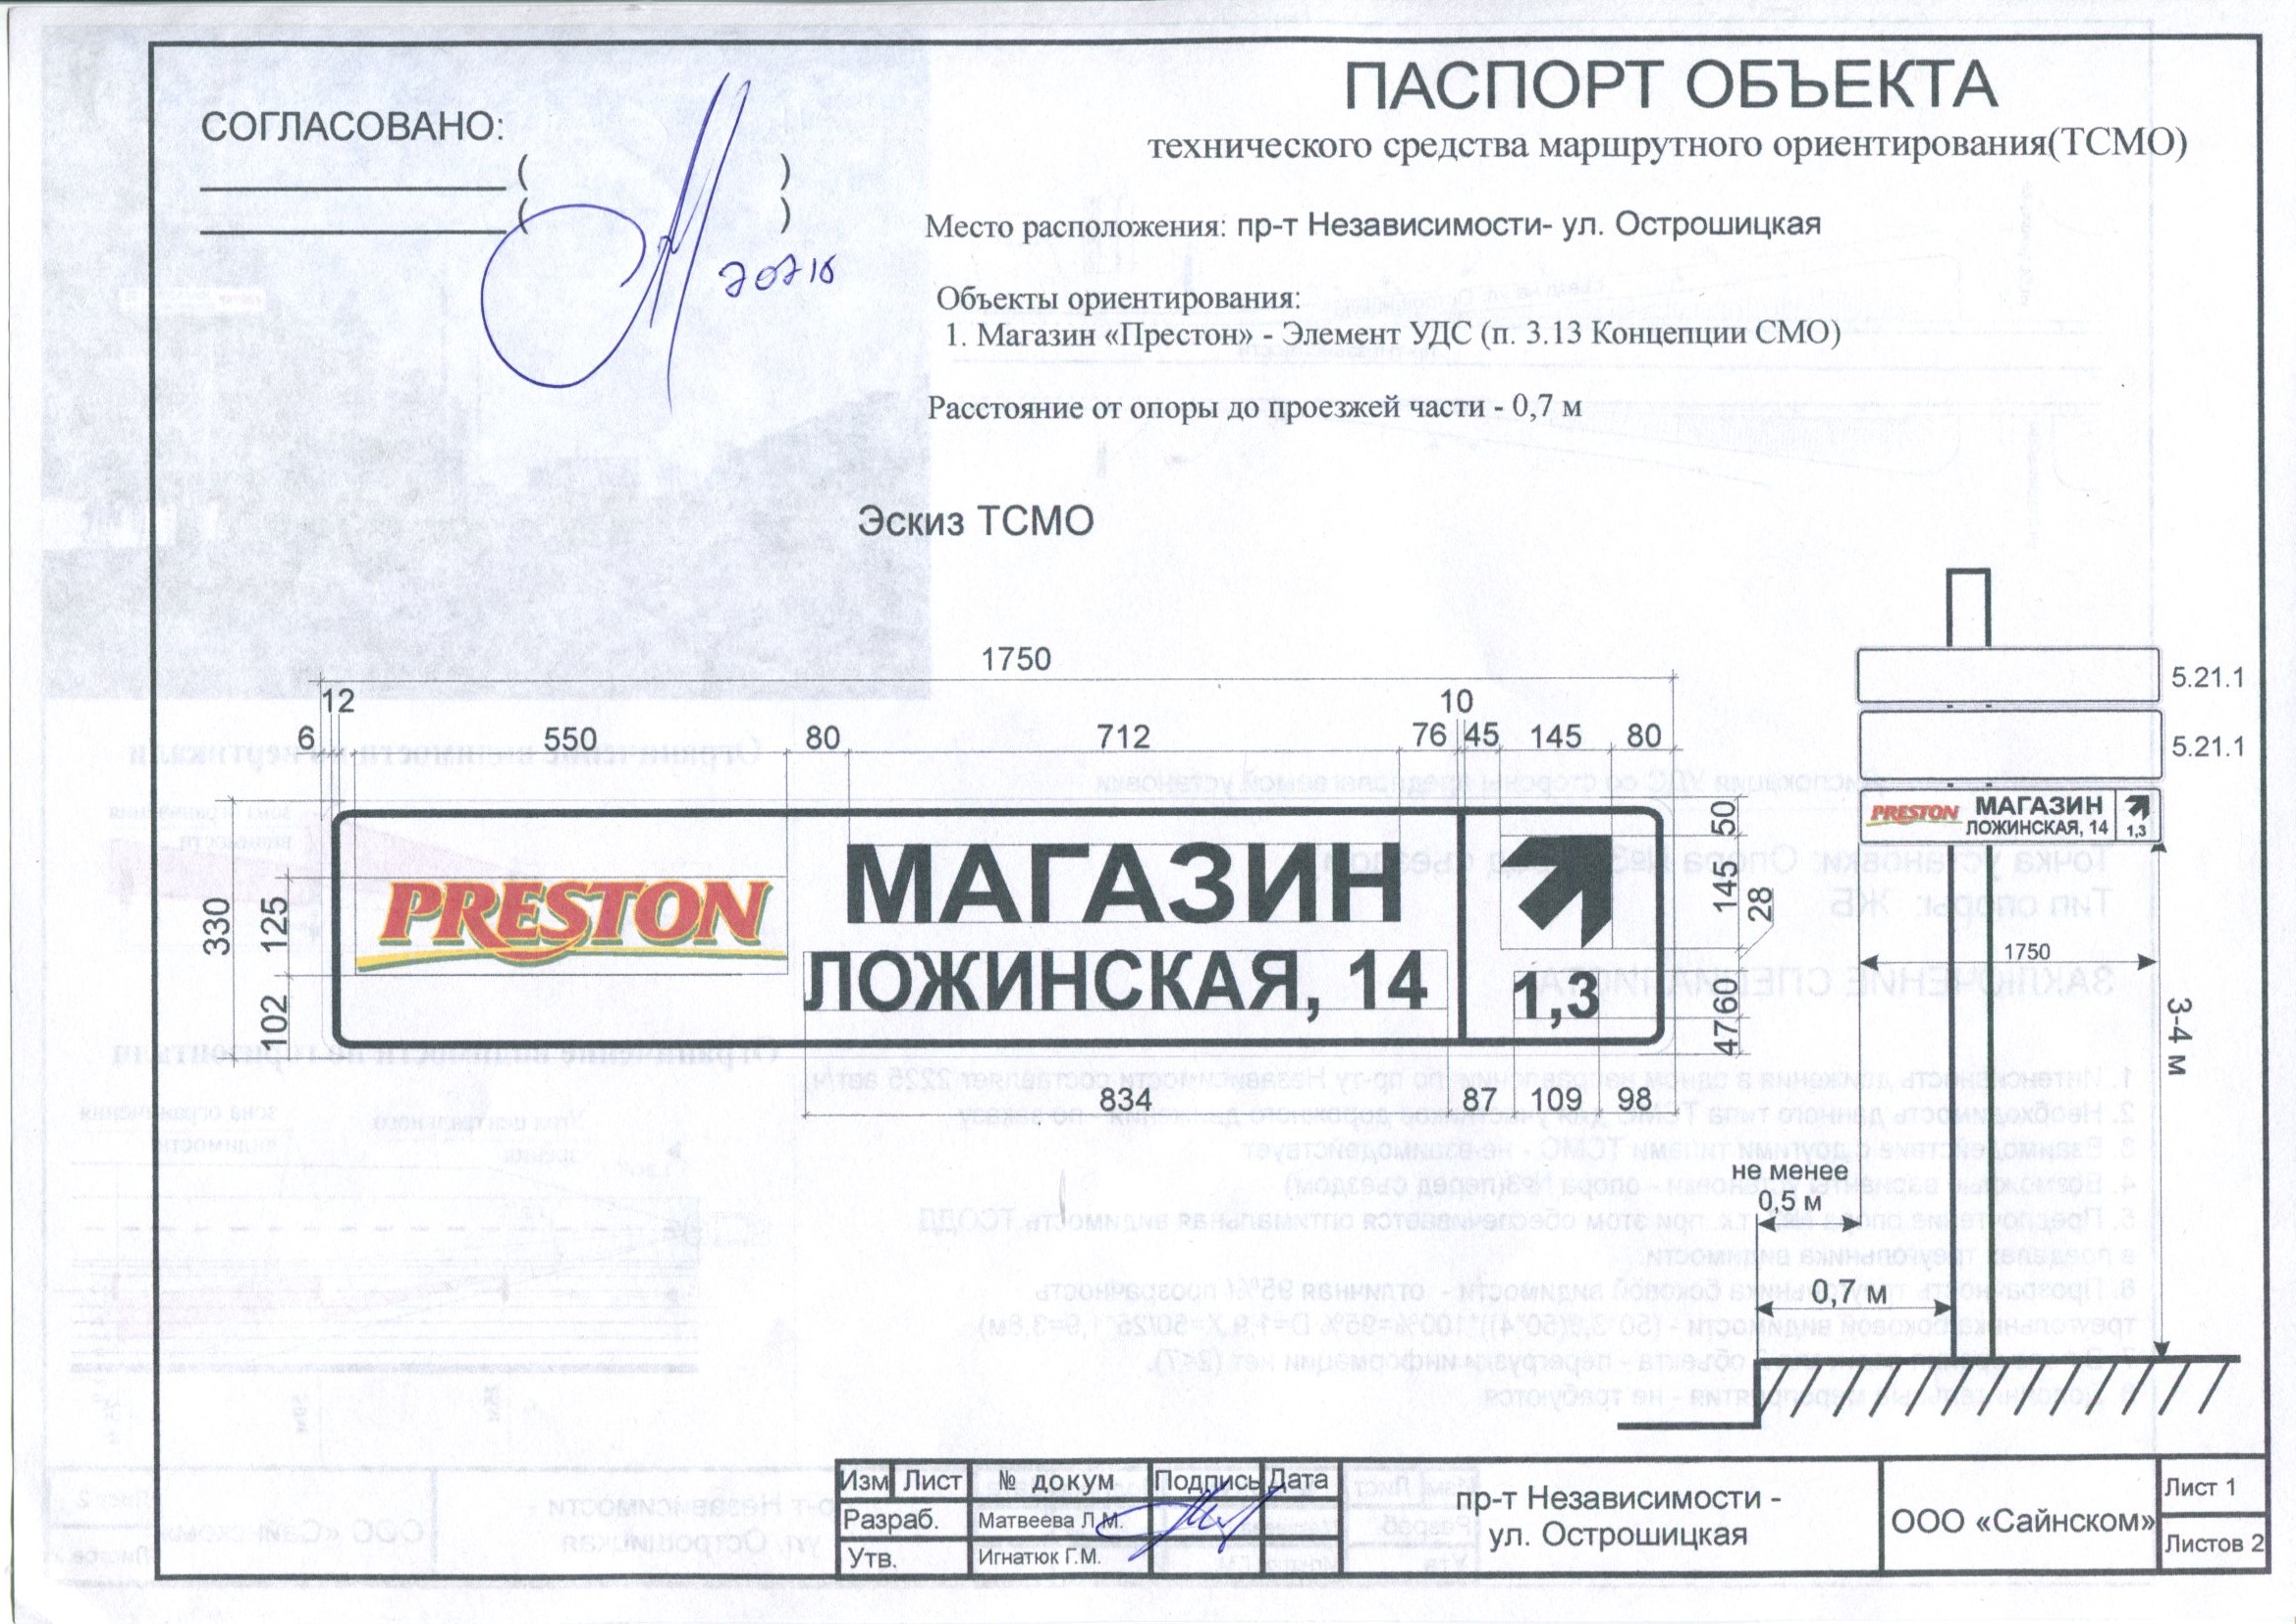 ПАСПОРТ ОБЪЕКТА
технического средства маршрутного ориентирования(ТСМО)
СОГЛАСОВАНО:
( )
( )
Место расположения: пр-т Независимости- ул. Острошицкая
Объекты ориентирования:
1. Магазин «Престон» - Элемент УДС (п. 3.13 Концепции СМО)
Расстояние от опоры до проезжей части - 0,7 м
Эскиз ТСМО
1750
12
10
6 550 80 712 76 45 145 80
330
125
102
PRESTON
МАГАЗИН
ЛОЖИНСКАЯ, 14
1,3
50
145
28
60
47
834 87 109 98
5.21.1
5.21.1
PRESTON МАГАЗИН
ЛОЖИНСКАЯ, 14 1,3
1750
3-4 м
не менее
0,5 м
0,7 м
Изм Лист № докум Подпись Дата
Разраб. Матвеева Л.М.
Утв. Игнатюк Г.М.
пр-т Независимости -
ул. Острошицкая
ООО «Сайнском»
Лист 1
Листов 2